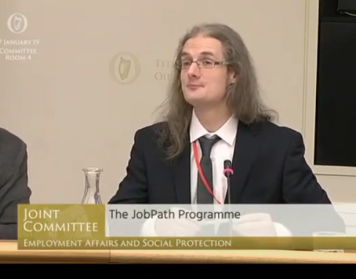 JANUARY 19
COMMITTEE
ROOM 4
JOINT
COMMITTEE
The JobPath Programme
EMPLOYMENT AFFAIRS AND SOCIAL PROTECTION